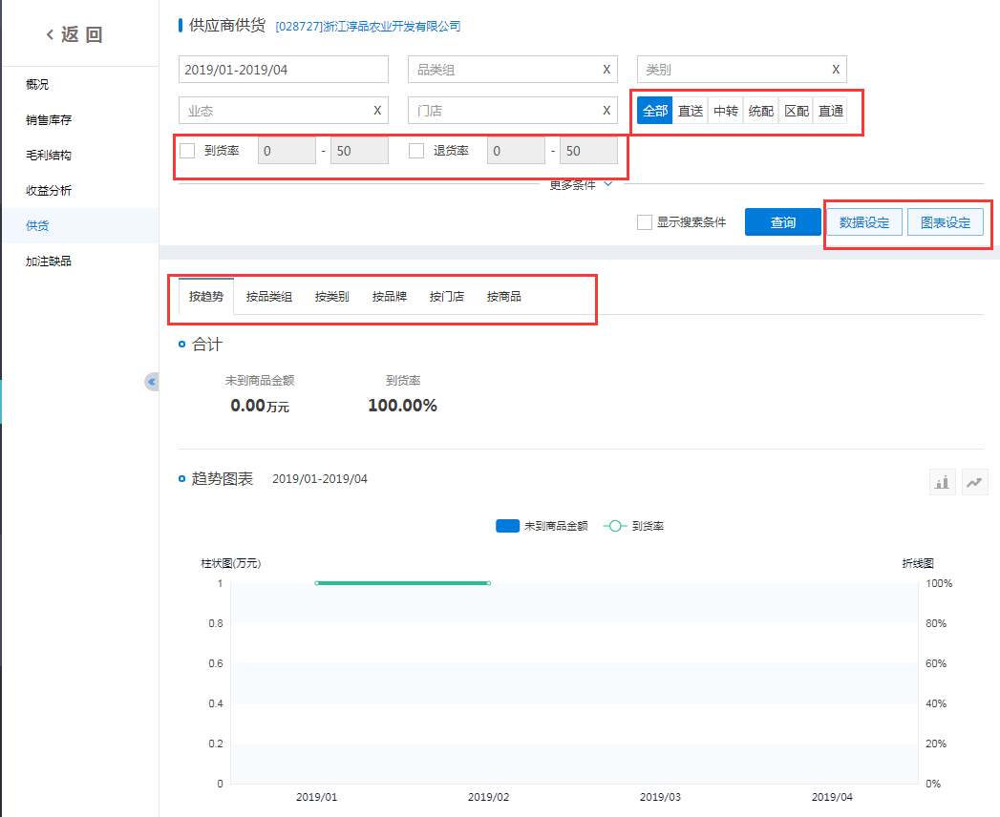 返 回
概况
销售库存
毛利结构
收益分析
供货
加注缺品
供应商供货 [028727]浙江淳品农业开发有限公司
2019/01-2019/04 品类组 X 类别 X
业态 X 门店 X 全部 直送 中转 统配 区配 直通
到货率 0 - 50 退货率 0 - 50
更多条件
显示搜索条件 查询 数据设定 图表设定
按趋势 按品类组 按类别 按品牌 按门店 按商品
合计
未到商品金额 到货率
0.00万元 100.00%
趋势图表 2019/01-2019/04
未到商品金额 到货率
柱状图(万元) 折线图
1 100%
0.8 80%
0.6 60%
0.4 40%
0.2 20%
0 0%
2019/01 2019/02 2019/03 2019/04